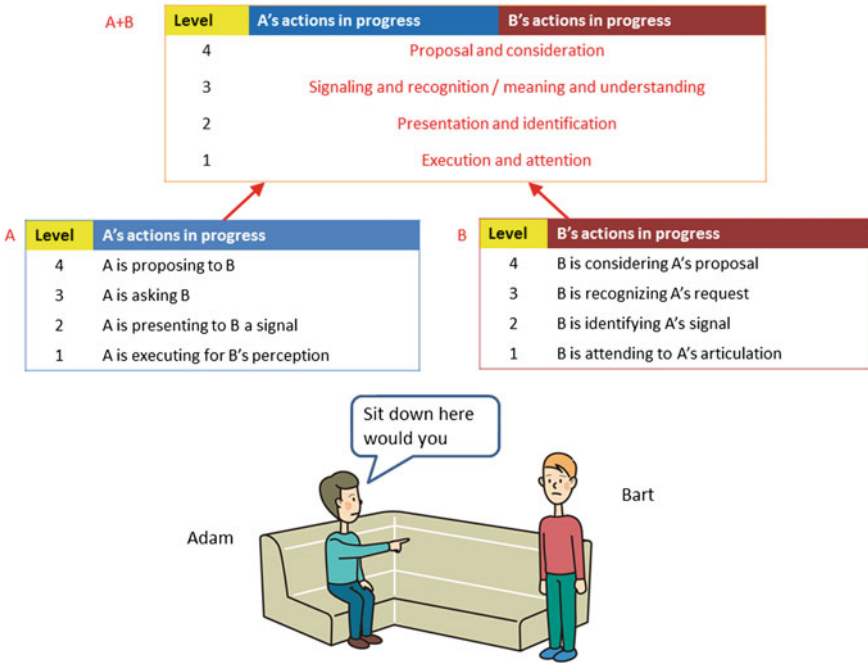 A+B
Level A's actions in progress B's actions in progress
4 Proposal and consideration
3 Signaling and recognition / meaning and understanding
2 Presentation and identification
1 Execution and attention
A
Level A's actions in progress
4 A is proposing to B
3 A is asking B
2 A is presenting to B a signal
1 A is executing for B's perception
B
Level B's actions in progress
4 B is considering A's proposal
3 B is recognizing A's request
2 B is identifying A's signal
1 B is attending to A's articulation
Sit down here
would you
Bart
Adam